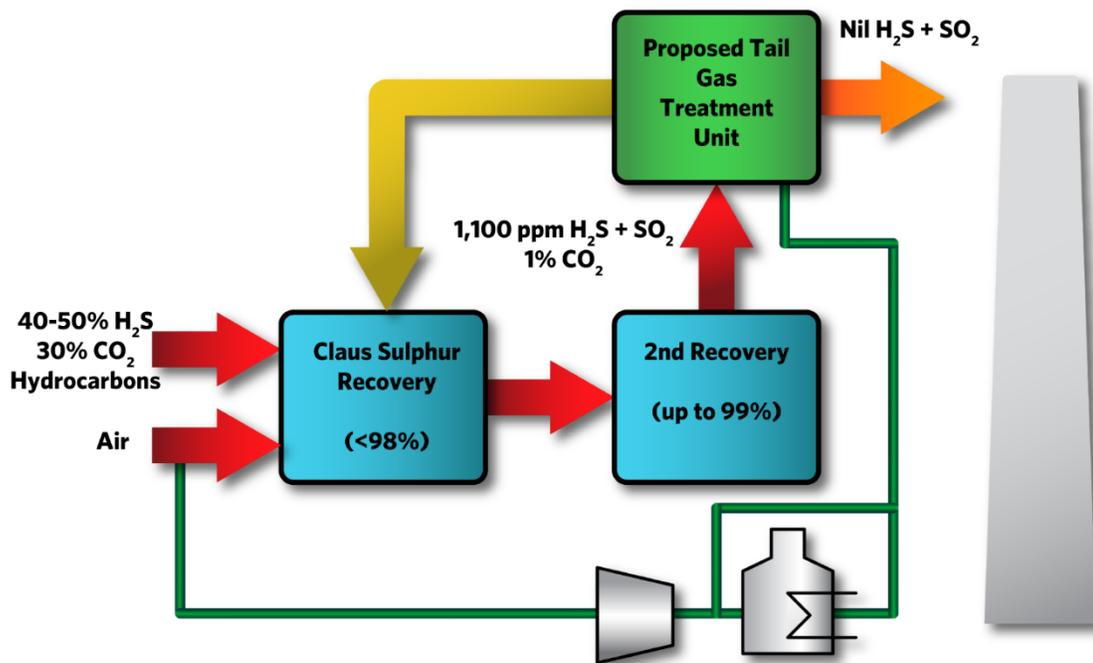 Proposed Tail
Gas
Treatment
Unit
Nil H₂S + SO₂
1,100 ppm H₂S + SO₂
1% CO₂
40-50% H₂S
30% CO₂
Hydrocarbons
Air
Claus Sulphur
Recovery
(<98%)
2nd Recovery
(up to 99%)